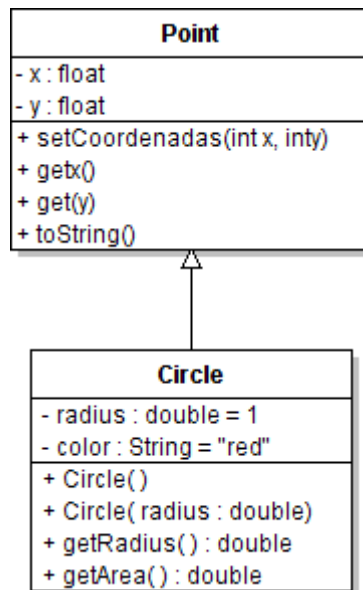 Point
- x : float
- y : float
+ setCoordenadas(int x, inty)
+ getx()
+ get(y)
+ toString()
Circle
- radius : double = 1
- color : String = "red"
+ Circle()
+ Circle( radius : double)
+ getRadius( ) : double
+ getArea( ) : double